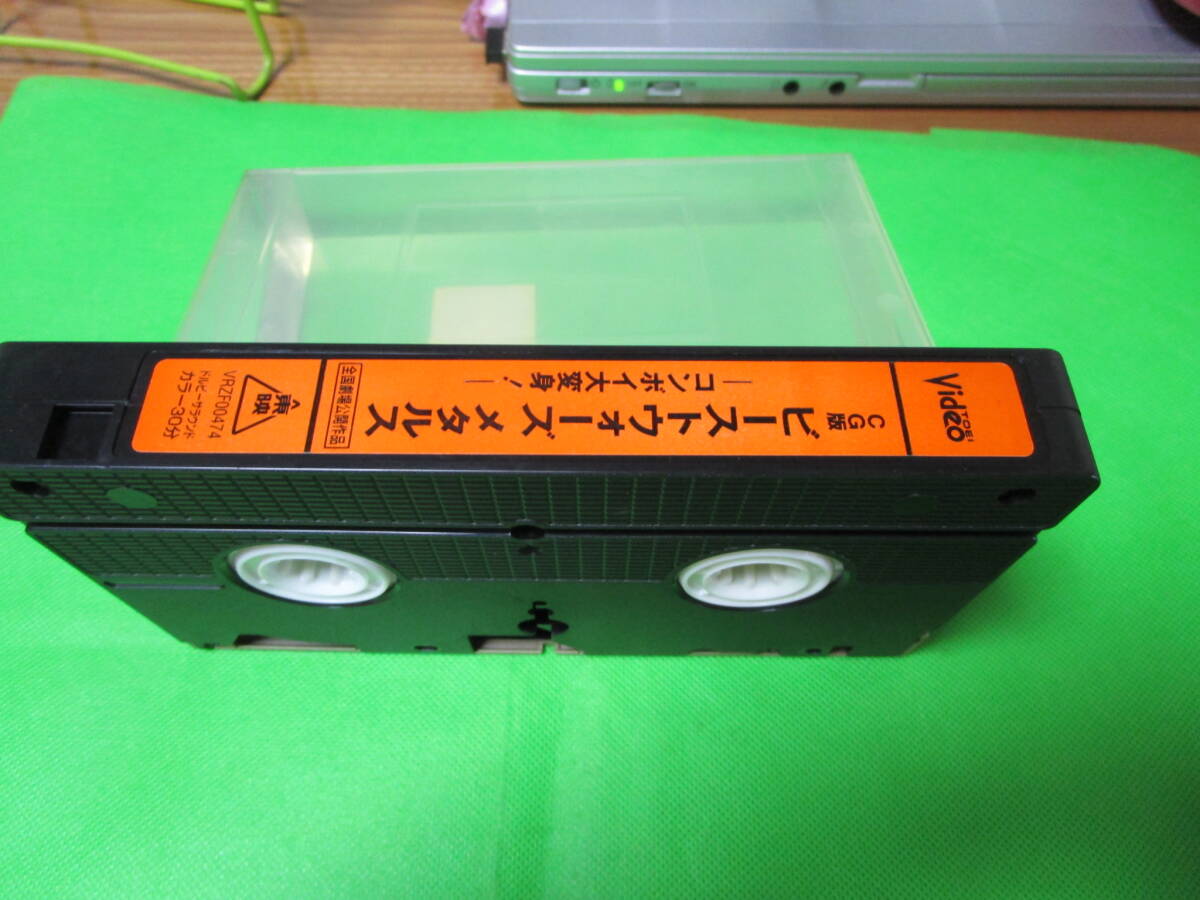 TOEI
Video
CG版
ビーストウォーズ メタルス
―コンボイ大変身！―
全国劇場公開作品
東映
VRZF00474
ドルビーサラウンド
カラー30分